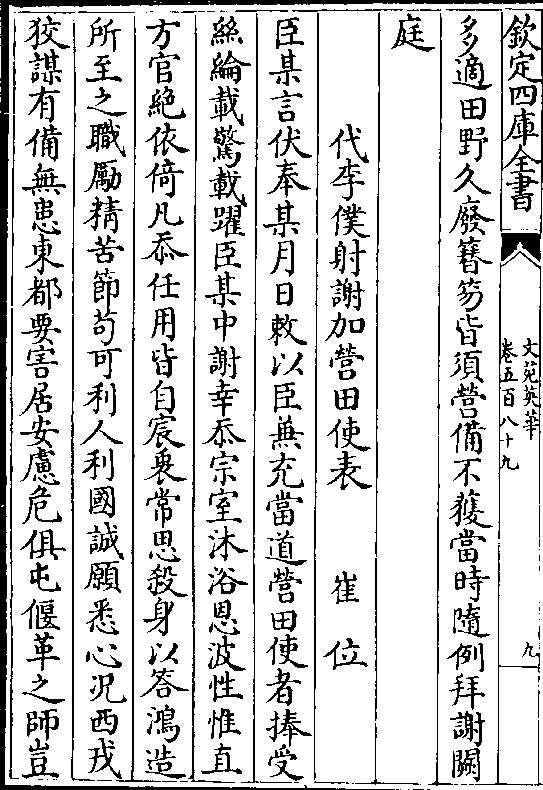 欽定四庫全書
文苑英華
卷五百八十九
九
多適田野久廢簪笏皆須營備不獲當時隨例拜謝闕
庭
代李僕射謝加營田使表 崔位
臣某言伏奉某月日敕以臣兼充當道營田使者捧受
絲綸載驚載躍臣某中謝幸忝宗室沐浴恩波性惟直
方官絶依倚凡忝任用皆自宸衷常思殺身以答鴻造
所至之職勵精苦節苟可利人利國誠願悉心况西戎
狡謀有備無患東都要害居安慮危俱屯偃革之師豈